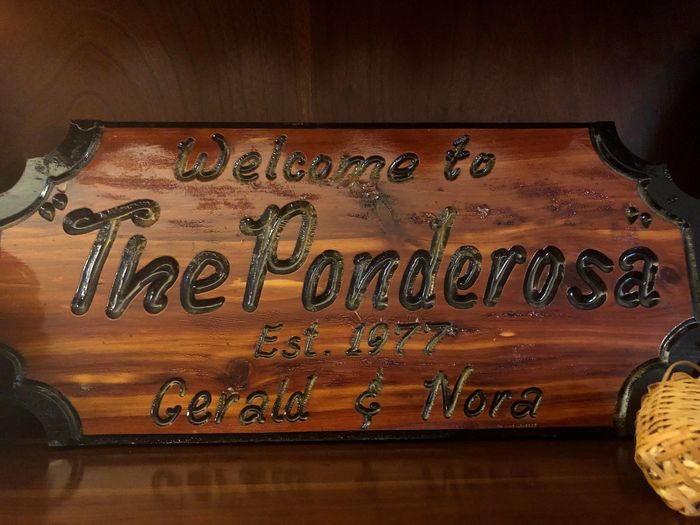 Welcome to
The Ponderosa
Est. 1977
Gerald & Nora